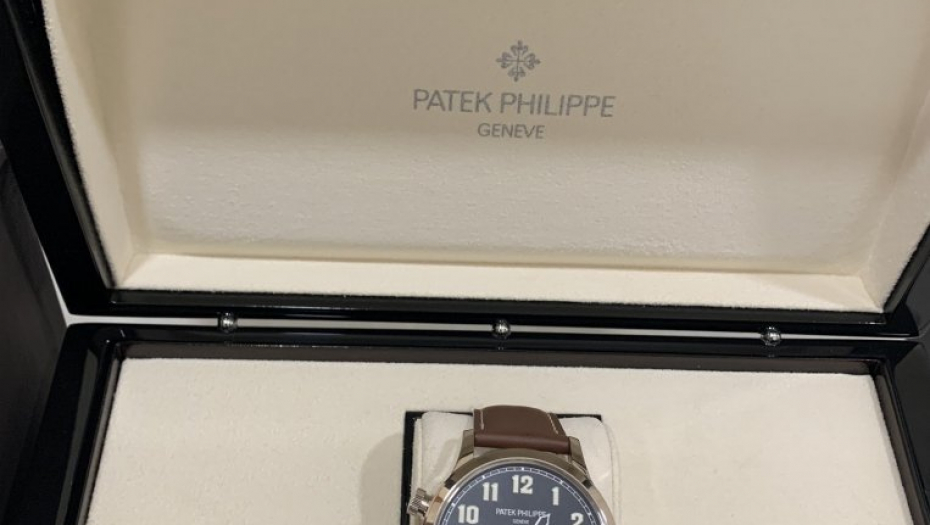 PATEK PHILIPPE
GENEVE
12
11 1
10 2
PATEK PHILIPPE
GENEVE